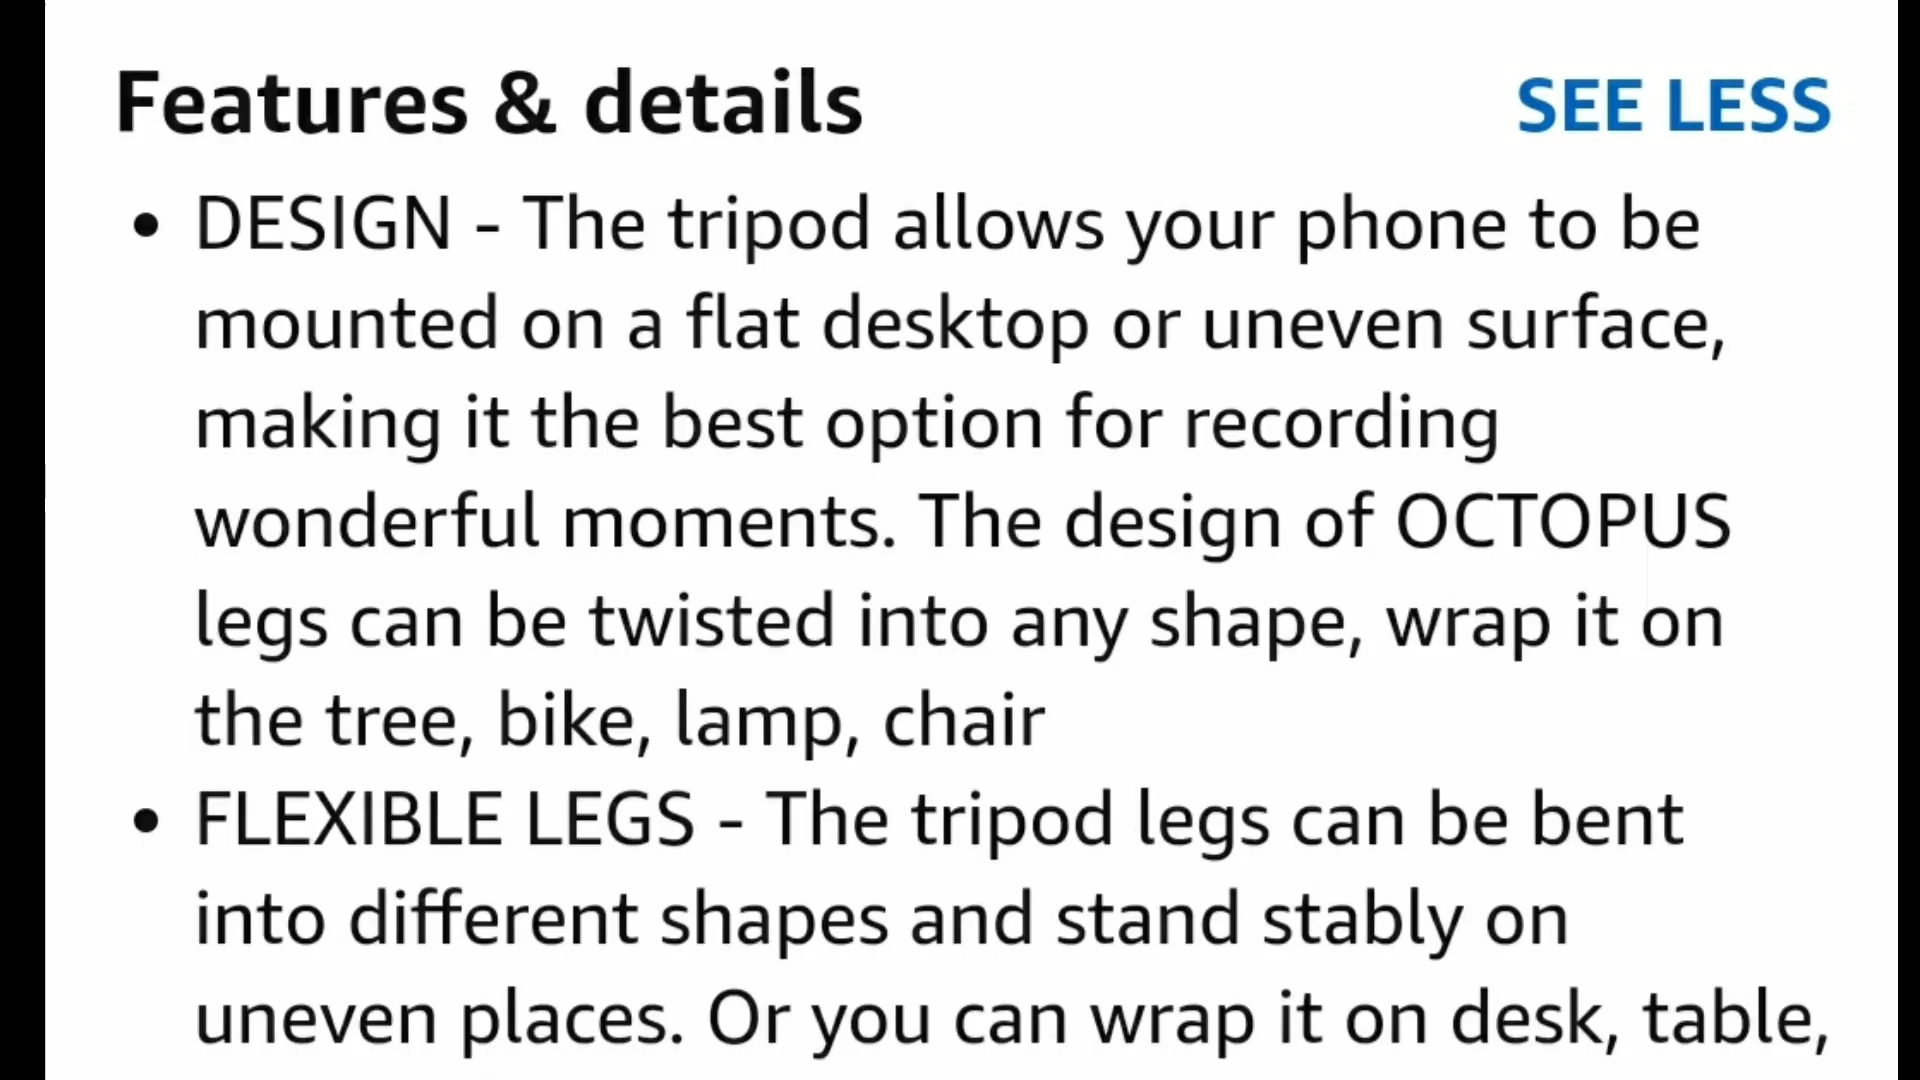 Features & details
SEE LESS
• DESIGN - The tripod allows your phone to be
mounted on a flat desktop or uneven surface,
making it the best option for recording
wonderful moments. The design of OCTOPUS
legs can be twisted into any shape, wrap it on
the tree, bike, lamp, chair
• FLEXIBLE LEGS - The tripod legs can be bent
into different shapes and stand stably on
uneven places. Or you can wrap it on desk, table,